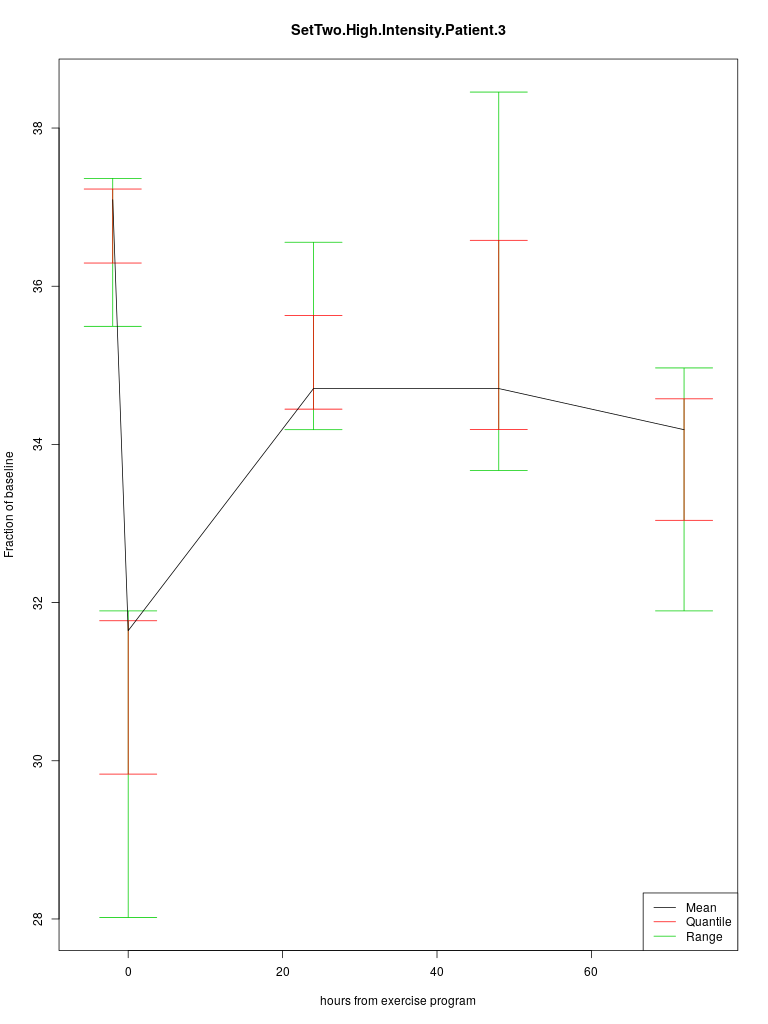 SetTwo.High.Intensity.Patient.3
Fraction of baseline
38
36
34
32
30
28
0 20 40 60
hours from exercise program
Mean
Quantile
Range